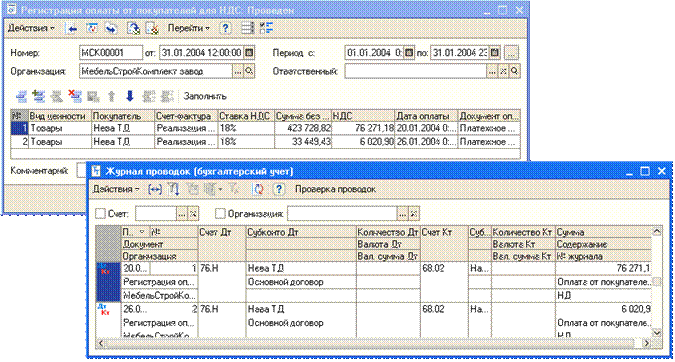 Регистрация оплаты от покупателей для НДС: Проведен
Действия Перейти
Номер: МСК00001 от: 31.01.2004 12:00:00 Период с: 01.01.2004 0: по: 31.01.2004 23 ...
Организация: МебельСтройКомплект завод ... Ответственный: ...
Заполнить
№ Вид ценности Покупатель Счет-фактура Ставка НДС Сумма без ... НДС Дата оплаты Документ оп...
1 Товары Нева ТД Реализация ... 18% 423 728,82 76 271,18 20.01.2004 0:... Платежное ...
2 Товары Нева ТД Реализация ... 18% 33 449,43 6 020,90 26.01.2004 0:... Платежное ...
Комментарий:
Журнал проводок (бухгалтерский учет)
Действия Проверка проводок
Счет: ... Организация: ...
П.. № Счет Дт Субконто Дт Количество Дт Счет Кт Суб.. Количество Кт Сумма
Документ Валюта Дт Валюта Кт Содержание
Организация Вал. сумма Дт Вал. сумма Кт № журнала
Дт Кт 20.0... 1 76.Н Нева ТД 68.02 На... 76 271,1
Регистрация оп... Основной договор Оплата от покупателе..
МебельСтройКо... НД
Дт Кт 26.0... 2 76.Н Нева ТД 68.02 На... 6 020,9
Регистрация оп... Основной договор Оплата от покупателе..
МебельСтройКо... НД